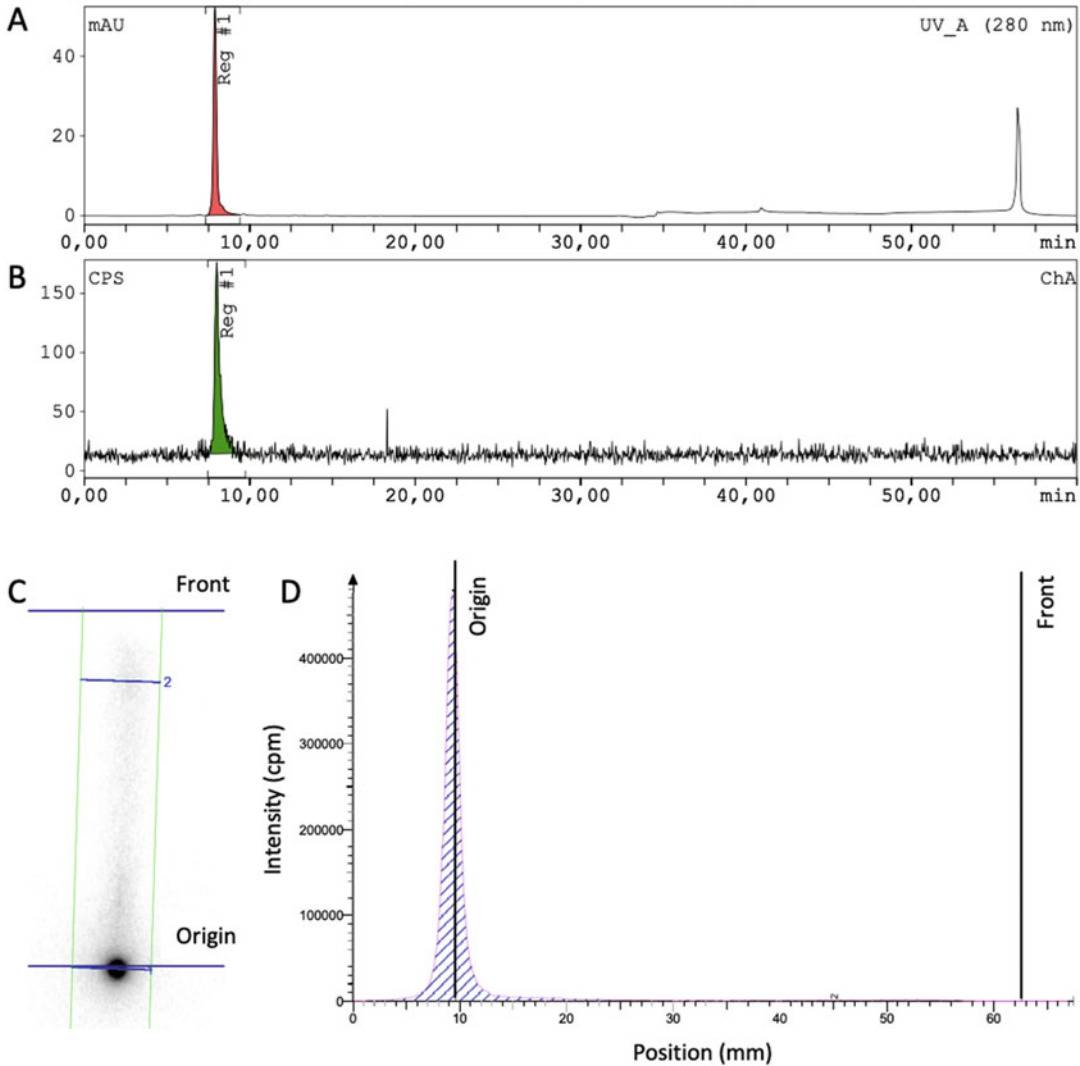 A
mAU
Reg #1
UV_A (280 nm)
40
20
0
0,00 10,00 20,00 30,00 40,00 50,00 min
B
CPS
Reg #1
ChA
150
100
50
0
0,00 10,00 20,00 30,00 40,00 50,00 min
C
Front
2
Origin
1
D
Origin
Front
Intensity (cpm)
400000
300000
200000
100000
0
2
0 10 20 30 40 50 60
Position (mm)